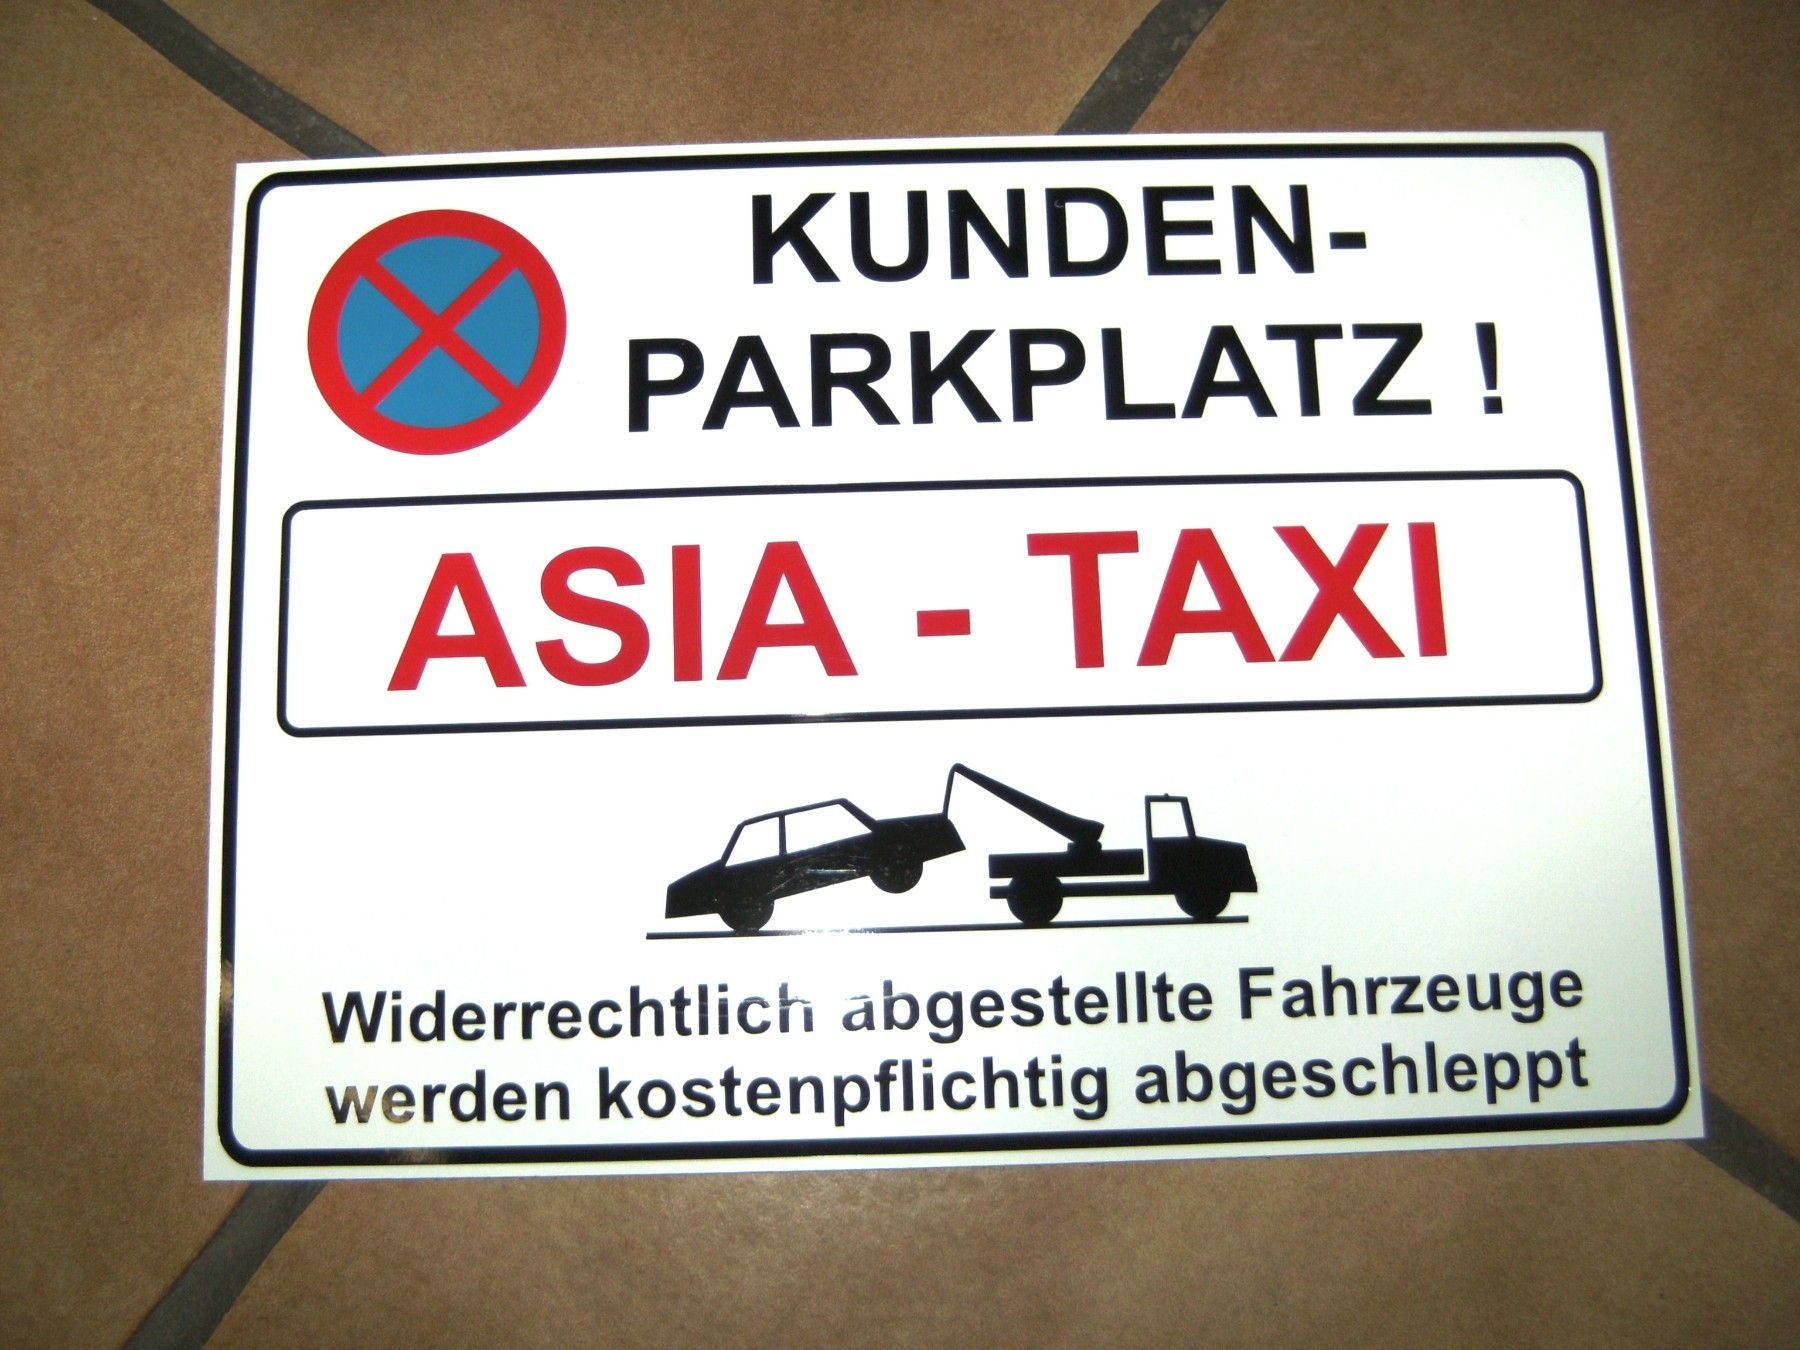 KUNDEN-
PARKPLATZ !
ASIA - TAXI
Widerrechtlich abgestellte Fahrzeuge
werden kostenpflichtig abgeschleppt